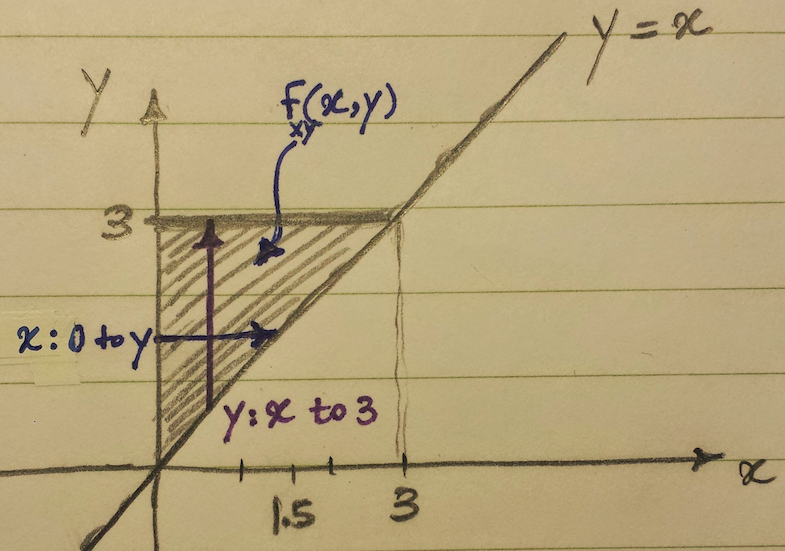 y = x
y
f(x,y)
xy
3
x: 0 to y
y: x to 3
x
1.5
3